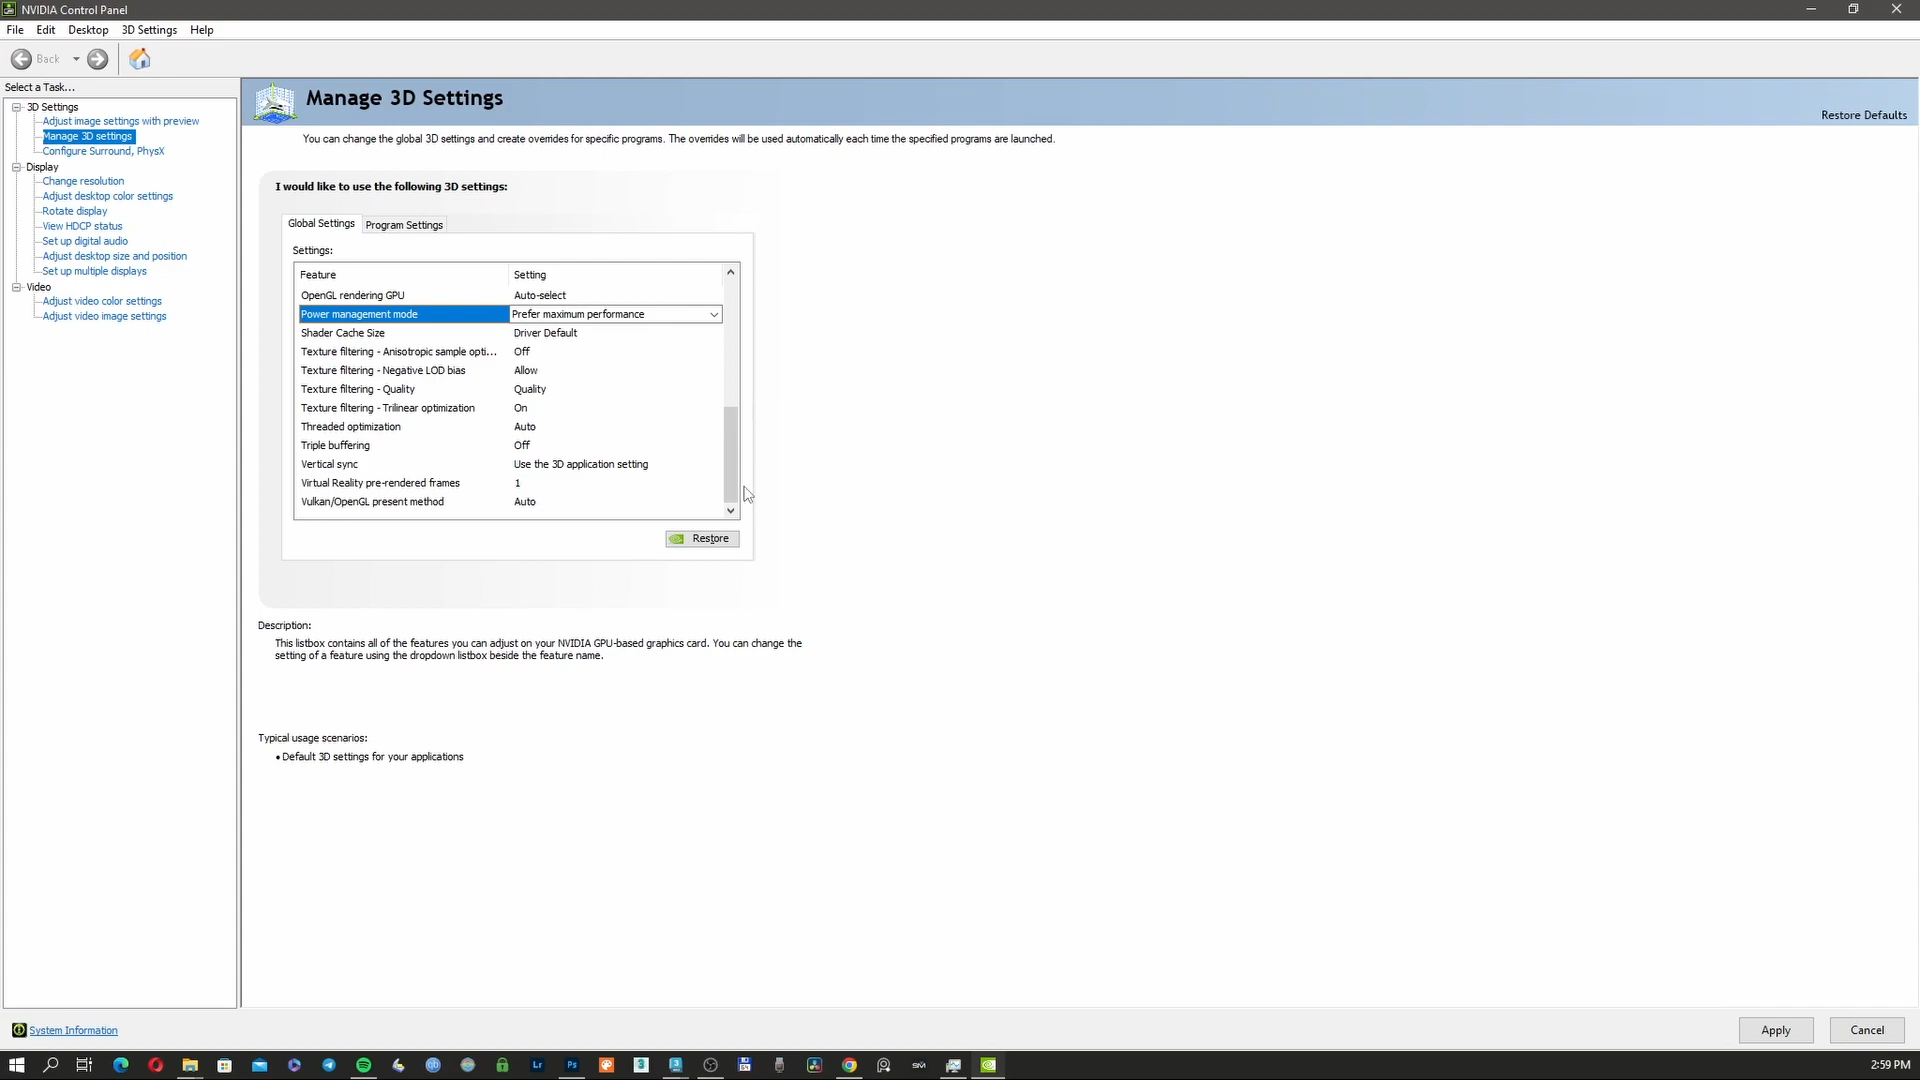 NVIDIA Control Panel
File Edit Desktop 3D Settings Help
Back
Select a Task...
3D Settings
Adjust image settings with preview
Manage 3D settings
Configure Surround, PhysX
Display
Change resolution
Adjust desktop color settings
Rotate display
View HDCP status
Set up digital audio
Adjust desktop size and position
Set up multiple displays
Video
Adjust video color settings
Adjust video image settings
Manage 3D Settings
Restore Defaults
You can change the global 3D settings and create overrides for specific programs. The overrides will be used automatically each time the specified programs are launched.
I would like to use the following 3D settings:
Global Settings Program Settings
Settings:
Feature Setting
OpenGL rendering GPU Auto-select
Power management mode Prefer maximum performance
Shader Cache Size Driver Default
Texture filtering - Anisotropic sample opti... Off
Texture filtering - Negative LOD bias Allow
Texture filtering - Quality Quality
Texture filtering - Trilinear optimization On
Threaded optimization Auto
Triple buffering Off
Vertical sync Use the 3D application setting
Virtual Reality pre-rendered frames 1
Vulkan/OpenGL present method Auto
Restore
Description:
This listbox contains all of the features you can adjust on your NVIDIA GPU-based graphics card. You can change the
setting of a feature using the dropdown listbox beside the feature name.
Typical usage scenarios:
• Default 3D settings for your applications
System Information
Apply Cancel
Lr Ps 3 3 64 SM 2:59 PM